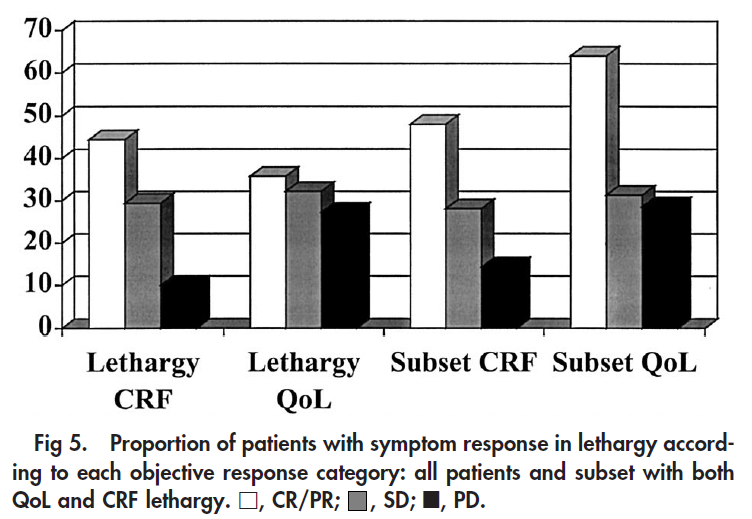 70
60
50
40
30
20
10
0
Lethargy CRF
Lethargy QoL
Subset CRF
Subset QoL
Fig 5. Proportion of patients with symptom response in lethargy accord-
ing to each objective response category: all patients and subset with both
QoL and CRF lethargy. □, CR/PR; ■, SD; ■, PD.